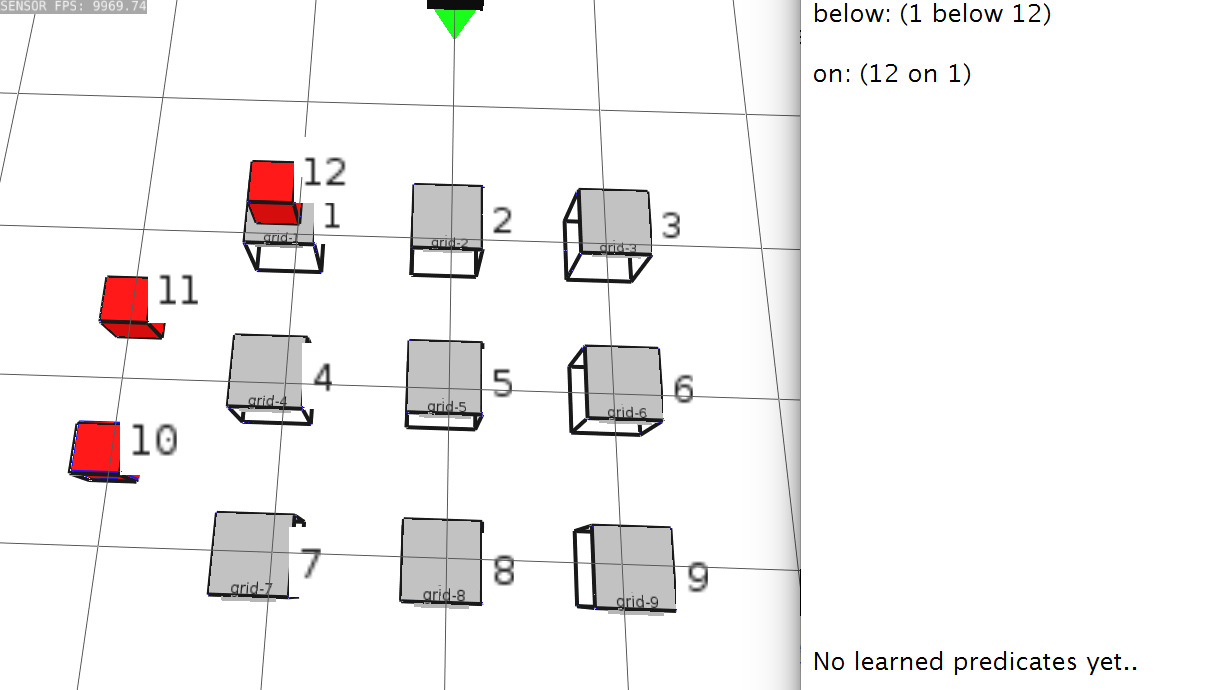 SENSOR FPS: 9969.74
below: (1 below 12)
on: (12 on 1)
12
1
grid-1
2
grid-2
3
grid-3
11
4
grid-4
5
grid-5
6
grid-6
10
7
grid-7
8
grid-8
9
grid-9
No learned predicates yet..